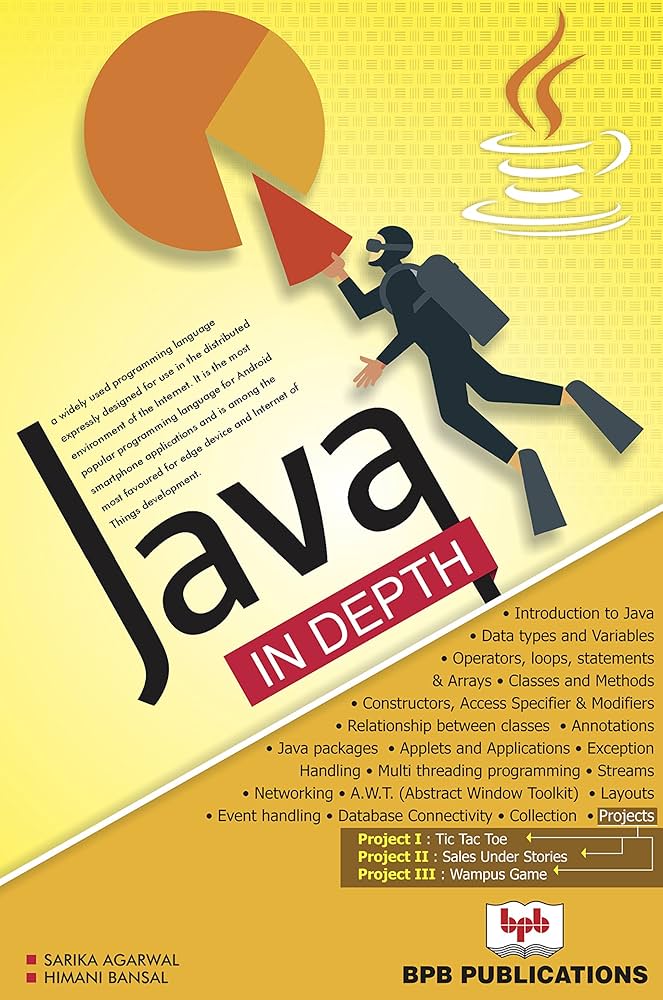 a widely used programming language
expressly designed for use in the distributed
environment of the Internet. It is the most
popular programming language for Android
smartphone applications and is among the
most favoured for edge device and Internet of
Things development.
Java
IN DEPTH
• Introduction to Java
• Data types and Variables
• Operators, loops, statements
& Arrays • Classes and Methods
• Constructors, Access Specifier & Modifiers
• Relationship between classes • Annotations
• Java packages • Applets and Applications • Exception
Handling • Multi threading programming • Streams
• Networking • A.W.T. (Abstract Window Toolkit) • Layouts
• Event handling • Database Connectivity • Collection • Projects
Project I : Tic Tac Toe
Project II : Sales Under Stories
Project III : Wampus Game
SARIKA AGARWAL
HIMANI BANSAL
bpb
BPB PUBLICATIONS